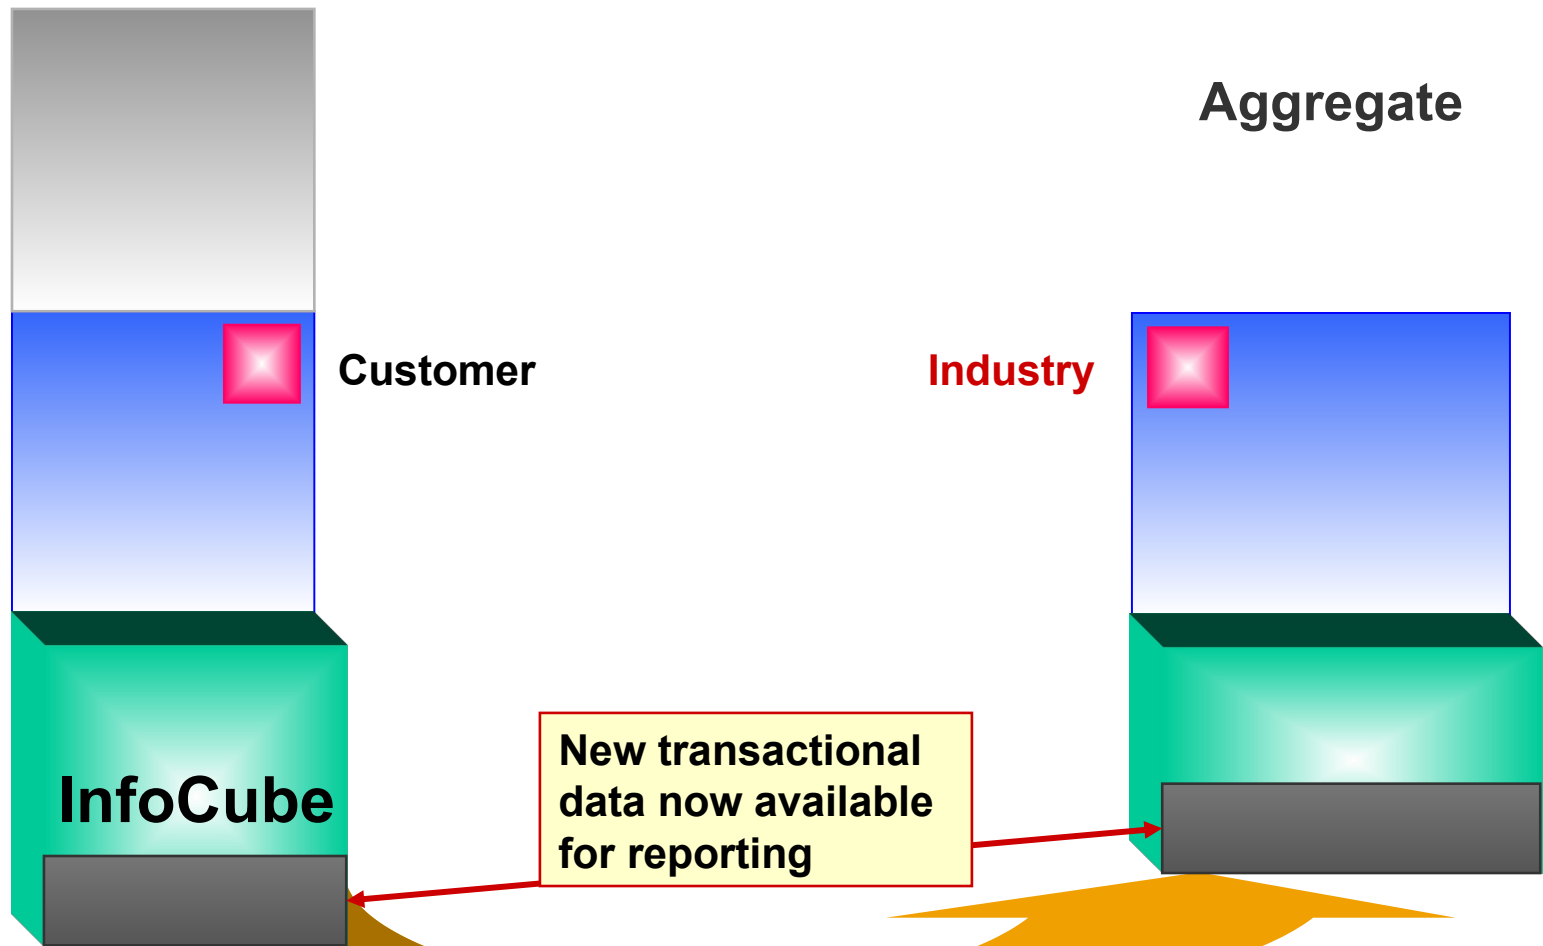 Aggregate
Customer
Industry
InfoCube
New transactional
data now available
for reporting